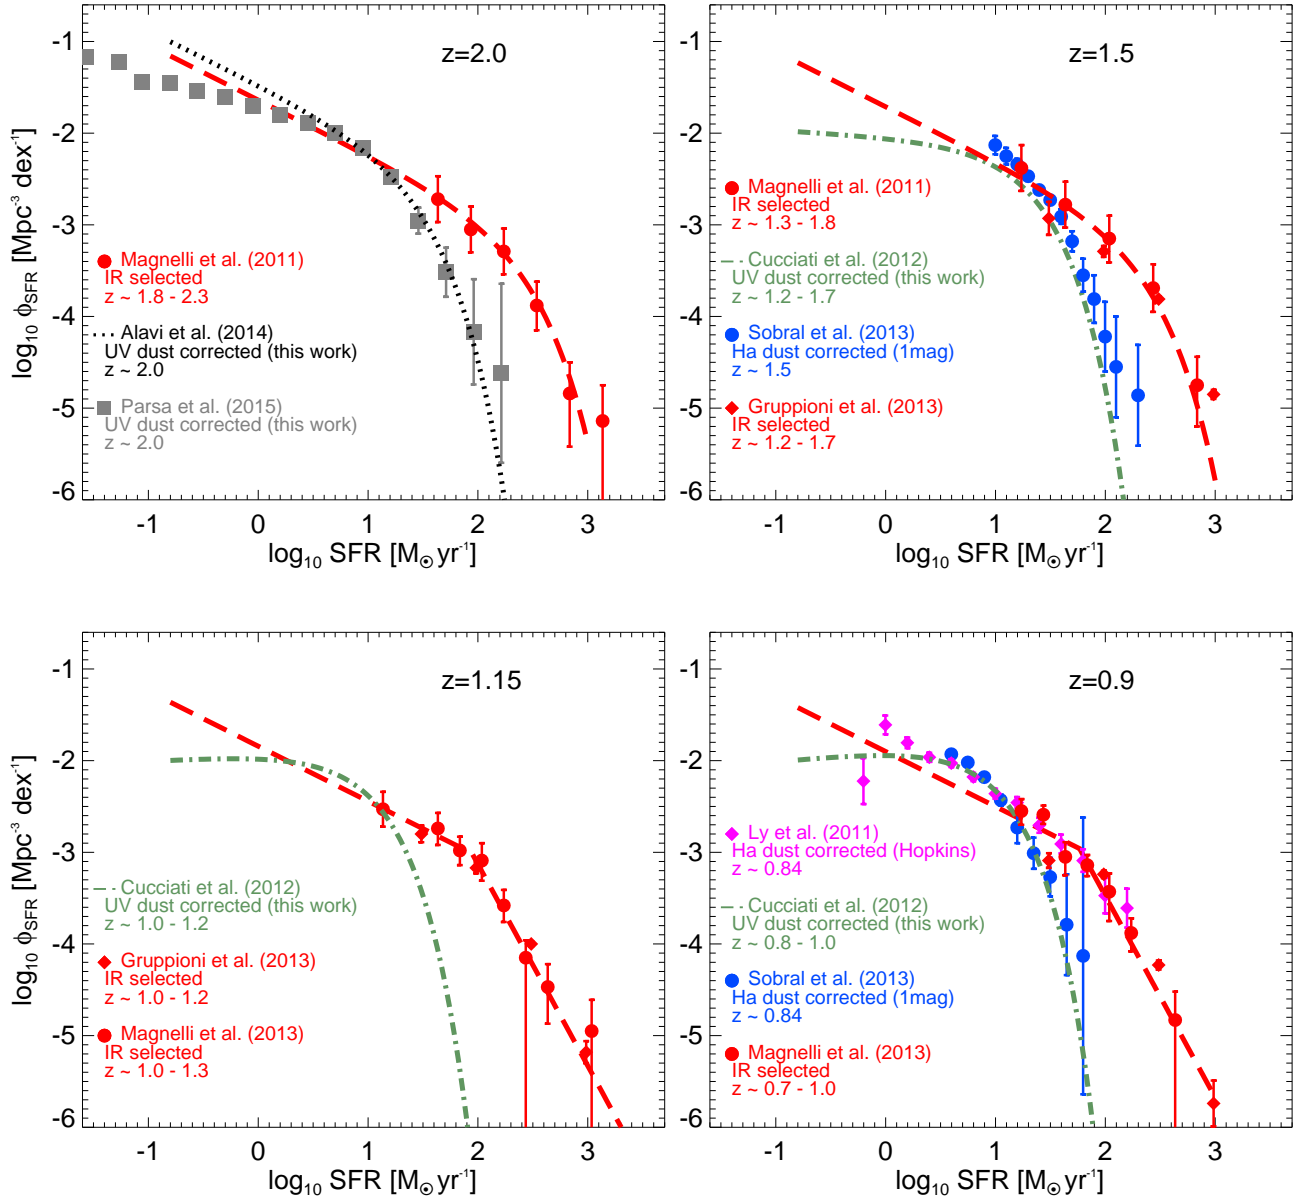 z=2.0
-1
-2
-3
-4
-5
-6
log₁₀ ϕSFR [Mpc⁻³ dex⁻¹]
Magnelli et al. (2011)
IR selected
z ~ 1.8 - 2.3
Alavi et al. (2014)
UV dust corrected (this work)
z ~ 2.0
Parsa et al. (2015)
UV dust corrected (this work)
z ~ 2.0
-1 0 1 2 3
log₁₀ SFR [M⊙ yr⁻¹]
z=1.5
-1
-2
-3
-4
-5
-6
Magnelli et al. (2011)
IR selected
z ~ 1.3 - 1.8
Cucciati et al. (2012)
UV dust corrected (this work)
z ~ 1.2 - 1.7
Sobral et al. (2013)
Ha dust corrected (1mag)
z ~ 1.5
Gruppioni et al. (2013)
IR selected
z ~ 1.2 - 1.7
-1 0 1 2 3
log₁₀ SFR [M⊙ yr⁻¹]
z=1.15
-1
-2
-3
-4
-5
-6
log₁₀ ϕSFR [Mpc⁻³ dex⁻¹]
Cucciati et al. (2012)
UV dust corrected (this work)
z ~ 1.0 - 1.2
Gruppioni et al. (2013)
IR selected
z ~ 1.0 - 1.2
Magnelli et al. (2013)
IR selected
z ~ 1.0 - 1.3
-1 0 1 2 3
log₁₀ SFR [M⊙ yr⁻¹]
z=0.9
-1
-2
-3
-4
-5
-6
Ly et al. (2011)
Ha dust corrected (Hopkins)
z ~ 0.84
Cucciati et al. (2012)
UV dust corrected (this work)
z ~ 0.8 - 1.0
Sobral et al. (2013)
Ha dust corrected (1mag)
z ~ 0.84
Magnelli et al. (2013)
IR selected
z ~ 0.7 - 1.0
-1 0 1 2 3
log₁₀ SFR [M⊙ yr⁻¹]